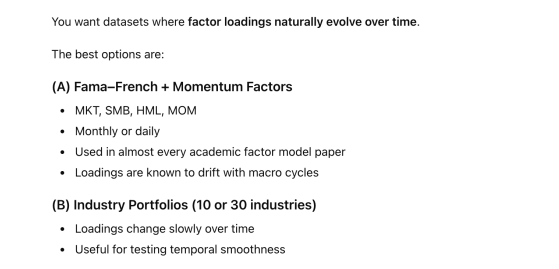 You want datasets where factor loadings naturally evolve over time.
The best options are:
(A) Fama–French + Momentum Factors
• MKT, SMB, HML, MOM
• Monthly or daily
• Used in almost every academic factor model paper
• Loadings are known to drift with macro cycles
(B) Industry Portfolios (10 or 30 industries)
• Loadings change slowly over time
• Useful for testing temporal smoothness